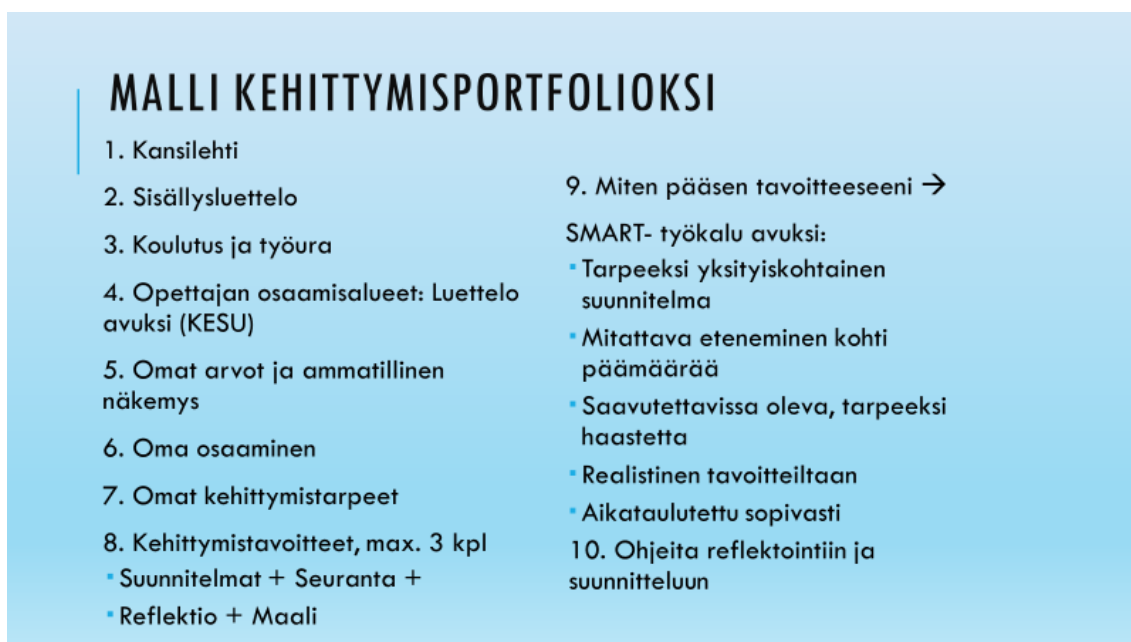 MALLI KEHITTYMISPORTFOLIOKSI
1. Kansilehti
2. Sisällysluettelo
3. Koulutus ja työura
4. Opettajan osaamisalueet: Luettelo
avuksi (KESU)
5. Omat arvot ja ammatillinen
näkemys
6. Oma osaaminen
7. Omat kehittymistarpeet
8. Kehittymistavoitteet, max. 3 kpl
▪ Suunnitelmat + Seuranta +
▪ Reflektio + Maali
9. Miten pääsen tavoitteeseeni →
SMART- työkalu avuksi:
▪ Tarpeeksi yksityiskohtainen
suunnitelma
▪ Mitattava eteneminen kohti
päämäärää
▪ Saavutettavissa oleva, tarpeeksi
haastetta
▪ Realistinen tavoitteiltaan
▪ Aikataulutettu sopivasti
10. Ohjeita reflektointiin ja
suunnitteluun